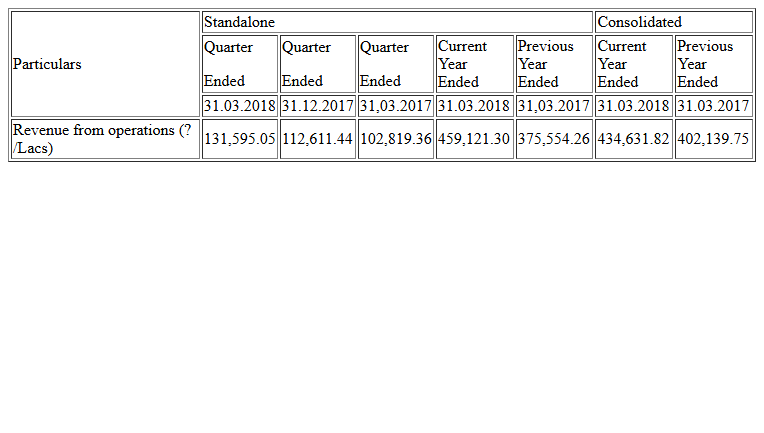 Particulars
Standalone
Consolidated
Quarter
Ended
Quarter
Ended
Quarter
Ended
Current
Year
Ended
Previous
Year
Ended
Current
Year
Ended
Previous
Year
Ended
31.03.2018 31.12.2017 31,03.2017 31.03.2018 31,03.2017 31.03.2018 31.03.2017
Revenue from operations (?
/Lacs)
131,595.05 112,611.44 102,819.36 459,121.30 375,554.26 434,631.82 402,139.75